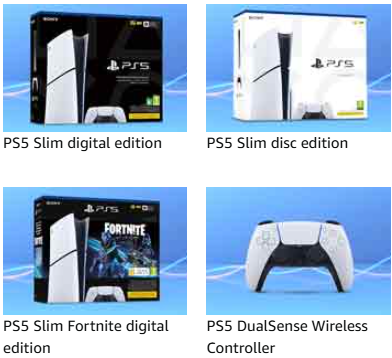 SONY
PS5
PS5 Slim digital edition
SONY
PS5
PS5 Slim disc edition
SONY
PS5
FORTNITE
PS5 Slim Fortnite digital
edition
PS5 DualSense Wireless
Controller